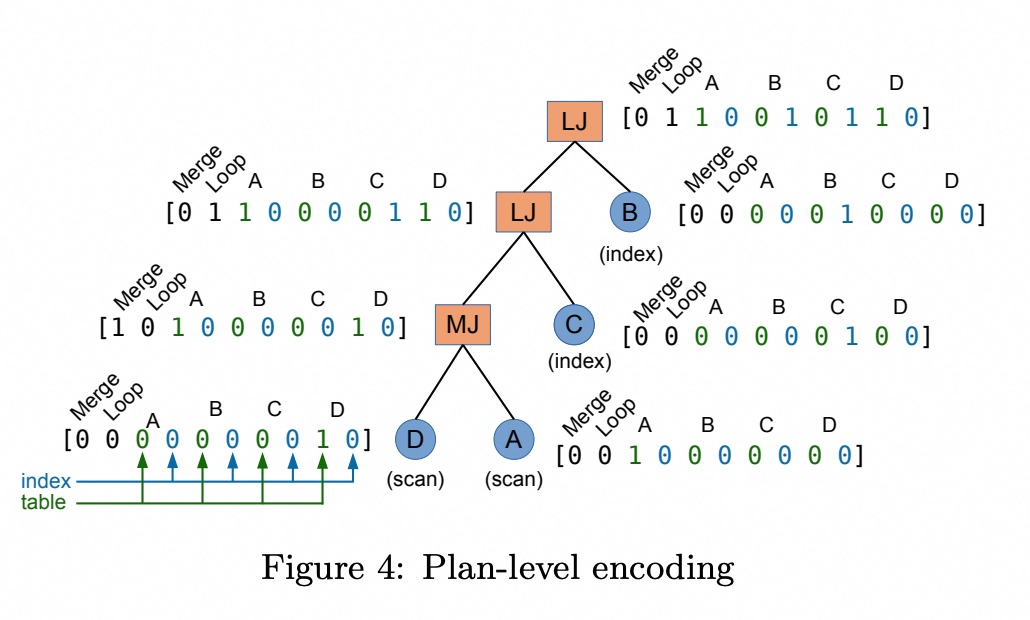 Merge Loop A B C D
LJ [0 1 1 0 0 1 0 1 1 0]
Merge Loop A B C D
[0 1 1 0 0 0 0 1 1 0] LJ
Merge Loop A B C D
B [0 0 0 0 0 1 0 0 0 0]
(index)
Merge Loop A B C D
[1 0 1 0 0 0 0 0 1 0] MJ
Merge Loop A B C D
C [0 0 0 0 0 0 0 1 0 0]
(index)
Merge Loop A B C D
[0 0 0 0 0 0 0 0 1 0] D
(scan)
Merge Loop A B C D
A [0 0 1 0 0 0 0 0 0 0]
(scan)
index
table
Figure 4: Plan-level encoding